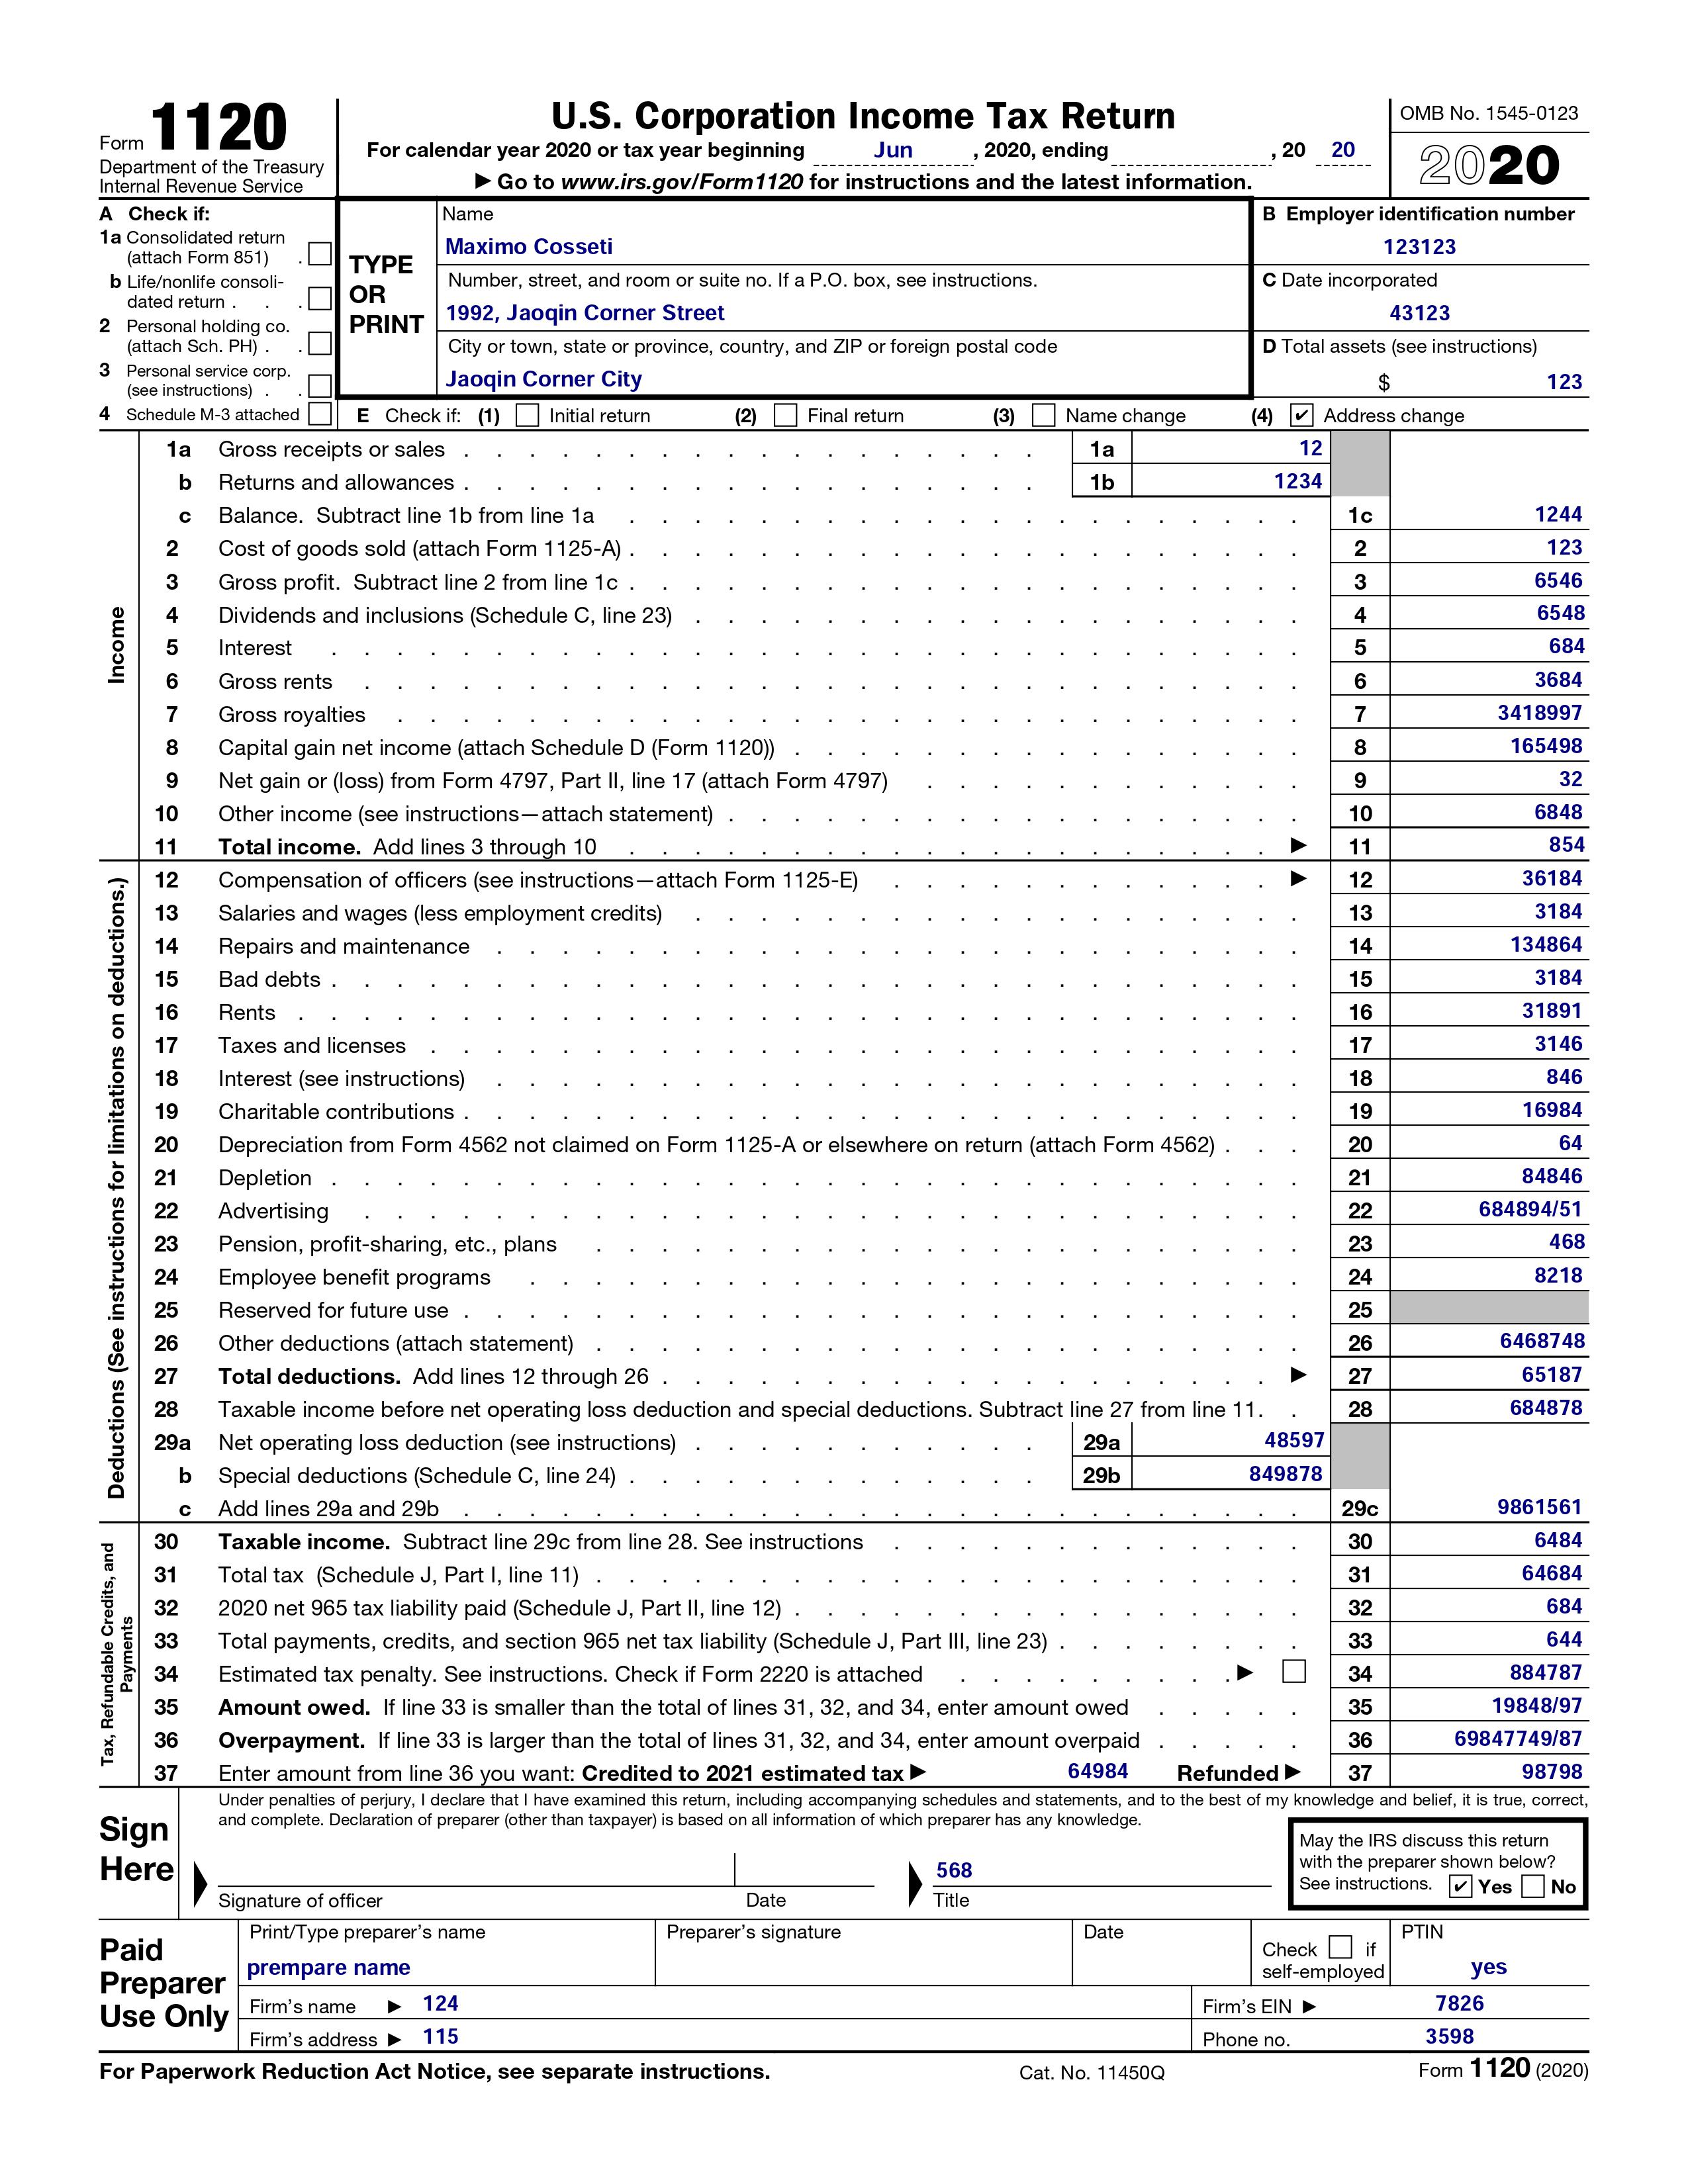 Form 1120
Department of the Treasury
Internal Revenue Service
U.S. Corporation Income Tax Return
For calendar year 2020 or tax year beginning Jun , 2020, ending , 20 20
▶ Go to www.irs.gov/Form1120 for instructions and the latest information.
OMB No. 1545-0123
2020
A Check if:
1a Consolidated return
(attach Form 851) .
b Life/nonlife consoli-
dated return . . .
2 Personal holding co.
(attach Sch. PH) . .
3 Personal service corp.
(see instructions) . .
4 Schedule M-3 attached
TYPE
OR
PRINT
Name
Maximo Cosseti
Number, street, and room or suite no. If a P.O. box, see instructions.
1992, Jaoqin Corner Street
City or town, state or province, country, and ZIP or foreign postal code
Jaoqin Corner City
B Employer identification number
123123
C Date incorporated
43123
D Total assets (see instructions)
$ 123
E Check if: (1) Initial return (2) Final return (3) Name change (4) ✔ Address change
Income
1a Gross receipts or sales 1a 12
b Returns and allowances 1b 1234
c Balance. Subtract line 1b from line 1a 1c 1244
2 Cost of goods sold (attach Form 1125-A) 2 123
3 Gross profit. Subtract line 2 from line 1c 3 6546
4 Dividends and inclusions (Schedule C, line 23) 4 6548
5 Interest 5 684
6 Gross rents 6 3684
7 Gross royalties 7 3418997
8 Capital gain net income (attach Schedule D (Form 1120)) 8 165498
9 Net gain or (loss) from Form 4797, Part II, line 17 (attach Form 4797) 9 32
10 Other income (see instructions—attach statement) 10 6848
11 Total income. Add lines 3 through 10 ▶ 11 854
Deductions (See instructions for limitations on deductions.)
12 Compensation of officers (see instructions—attach Form 1125-E) ▶ 12 36184
13 Salaries and wages (less employment credits) 13 3184
14 Repairs and maintenance 14 134864
15 Bad debts 15 3184
16 Rents 16 31891
17 Taxes and licenses 17 3146
18 Interest (see instructions) 18 846
19 Charitable contributions 19 16984
20 Depreciation from Form 4562 not claimed on Form 1125-A or elsewhere on return (attach Form 4562) 20 64
21 Depletion 21 84846
22 Advertising 22 684894/51
23 Pension, profit-sharing, etc., plans 23 468
24 Employee benefit programs 24 8218
25 Reserved for future use 25
26 Other deductions (attach statement) 26 6468748
27 Total deductions. Add lines 12 through 26 ▶ 27 65187
28 Taxable income before net operating loss deduction and special deductions. Subtract line 27 from line 11. 28 684878
29a Net operating loss deduction (see instructions) 29a 48597
b Special deductions (Schedule C, line 24) 29b 849878
c Add lines 29a and 29b 29c 9861561
Tax, Refundable Credits, and
Payments
30 Taxable income. Subtract line 29c from line 28. See instructions 30 6484
31 Total tax (Schedule J, Part I, line 11) 31 64684
32 2020 net 965 tax liability paid (Schedule J, Part II, line 12) 32 684
33 Total payments, credits, and section 965 net tax liability (Schedule J, Part III, line 23) 33 644
34 Estimated tax penalty. See instructions. Check if Form 2220 is attached ▶ 34 884787
35 Amount owed. If line 33 is smaller than the total of lines 31, 32, and 34, enter amount owed 35 19848/97
36 Overpayment. If line 33 is larger than the total of lines 31, 32, and 34, enter amount overpaid 36 69847749/87
37 Enter amount from line 36 you want: Credited to 2021 estimated tax ▶ 64984 Refunded ▶ 37 98798
Sign
Here
Under penalties of perjury, I declare that I have examined this return, including accompanying schedules and statements, and to the best of my knowledge and belief, it is true, correct,
and complete. Declaration of preparer (other than taxpayer) is based on all information of which preparer has any knowledge.
568
Signature of officer Date Title
May the IRS discuss this return
with the preparer shown below?
See instructions. ✔ Yes No
Paid
Preparer
Use Only
Print/Type preparer's name
prempare name
Preparer's signature
Date
Check if
self-employed
PTIN
yes
Firm's name ▶ 124
Firm's EIN ▶ 7826
Firm's address ▶ 115
Phone no. 3598
For Paperwork Reduction Act Notice, see separate instructions.
Cat. No. 11450Q
Form 1120 (2020)